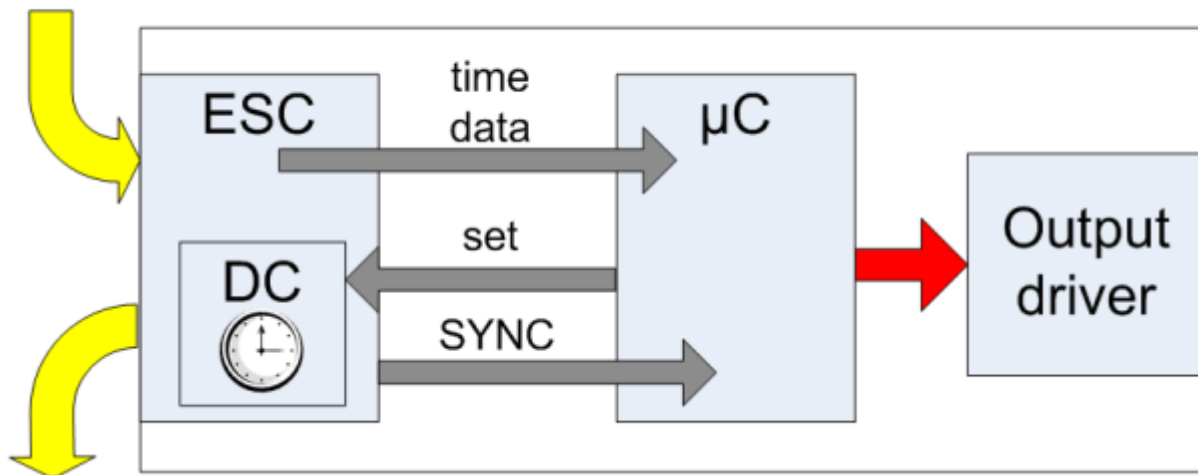 time
data
ESC
µC
set
DC
SYNC
Output
driver